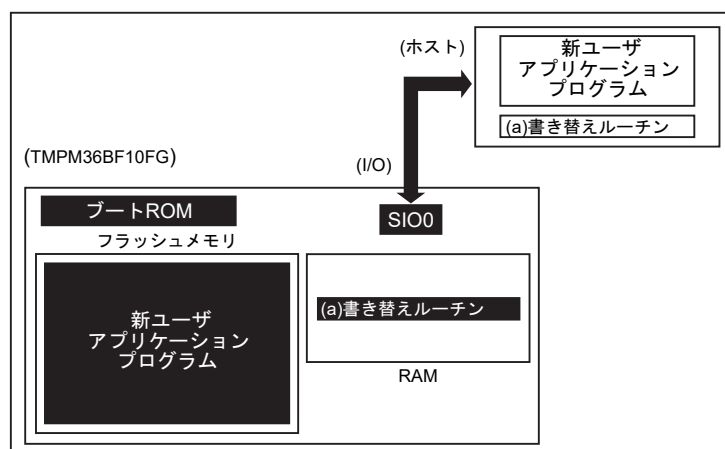 (ホスト)
新ユーザ
アプリケーション
プログラム
(a)書き替えルーチン
(TMPM36BF10FG)
(I/O)
ブートROM
SIO0
フラッシュメモリ
新ユーザ
アプリケーション
プログラム
(a)書き替えルーチン
RAM